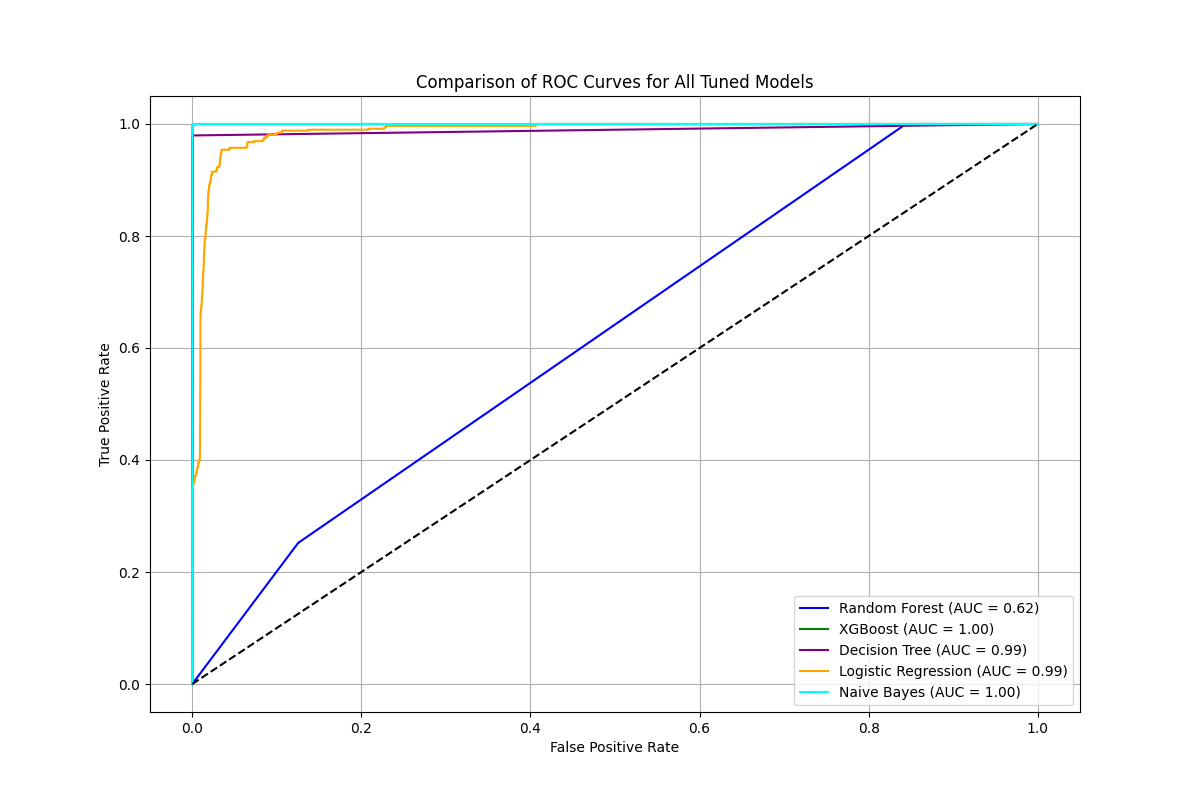 Comparison of ROC Curves for All Tuned Models
True Positive Rate
1.0
0.8
0.6
0.4
0.2
0.0
0.0 0.2 0.4 0.6 0.8 1.0
False Positive Rate
Random Forest (AUC = 0.62)
XGBoost (AUC = 1.00)
Decision Tree (AUC = 0.99)
Logistic Regression (AUC = 0.99)
Naive Bayes (AUC = 1.00)